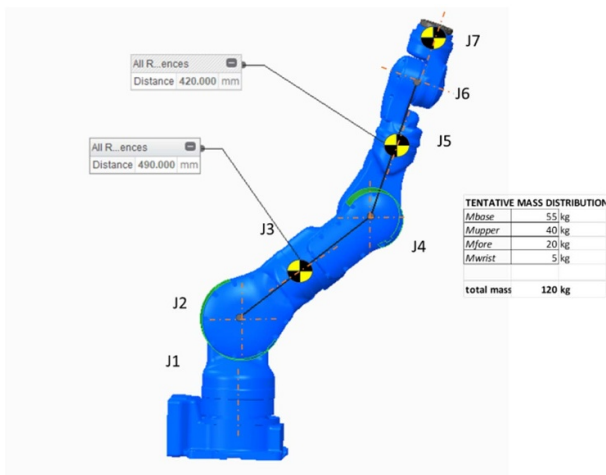 J7
All R...ences
Distance 420.000 mm
J6
J5
All R...ences
Distance 490.000 mm
TENTATIVE MASS DISTRIBUTION
Mbase 55 kg
Mupper 40 kg
Mfore 20 kg
Mwrist 5 kg
total mass 120 kg
J3
J4
J2
J1